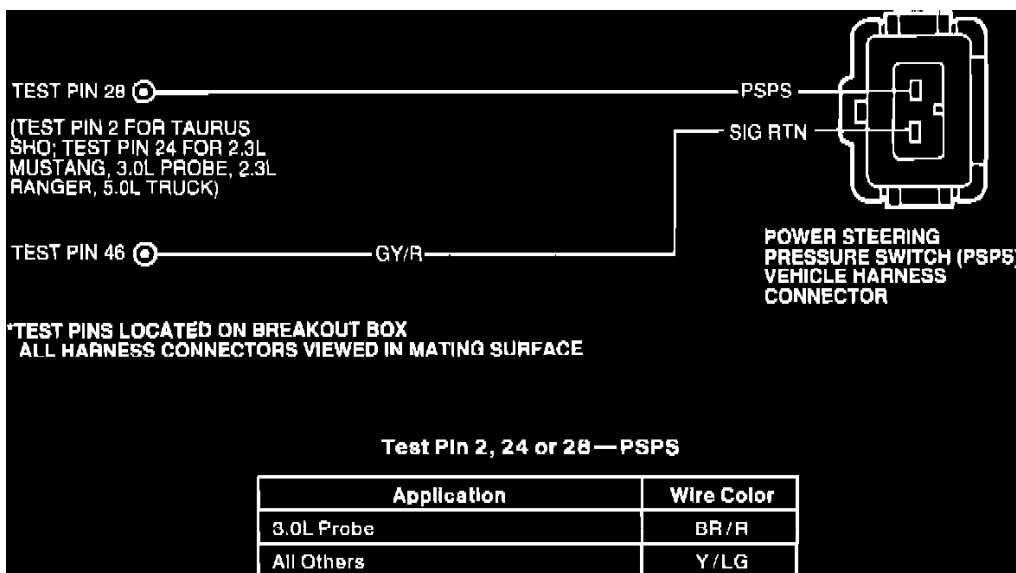 TEST PIN 28
PSPS
(TEST PIN 2 FOR TAURUS
SHO; TEST PIN 24 FOR 2.3L
MUSTANG, 3.0L PROBE, 2.3L
RANGER, 5.0L TRUCK)
SIG RTN
TEST PIN 46
GY/R
POWER STEERING
PRESSURE SWITCH (PSPS)
VEHICLE HARNESS
CONNECTOR
*TEST PINS LOCATED ON BREAKOUT BOX
ALL HARNESS CONNECTORS VIEWED IN MATING SURFACE
Test Pin 2, 24 or 28—PSPS
Application Wire Color
3.0L Probe BR/R
All Others Y/LG